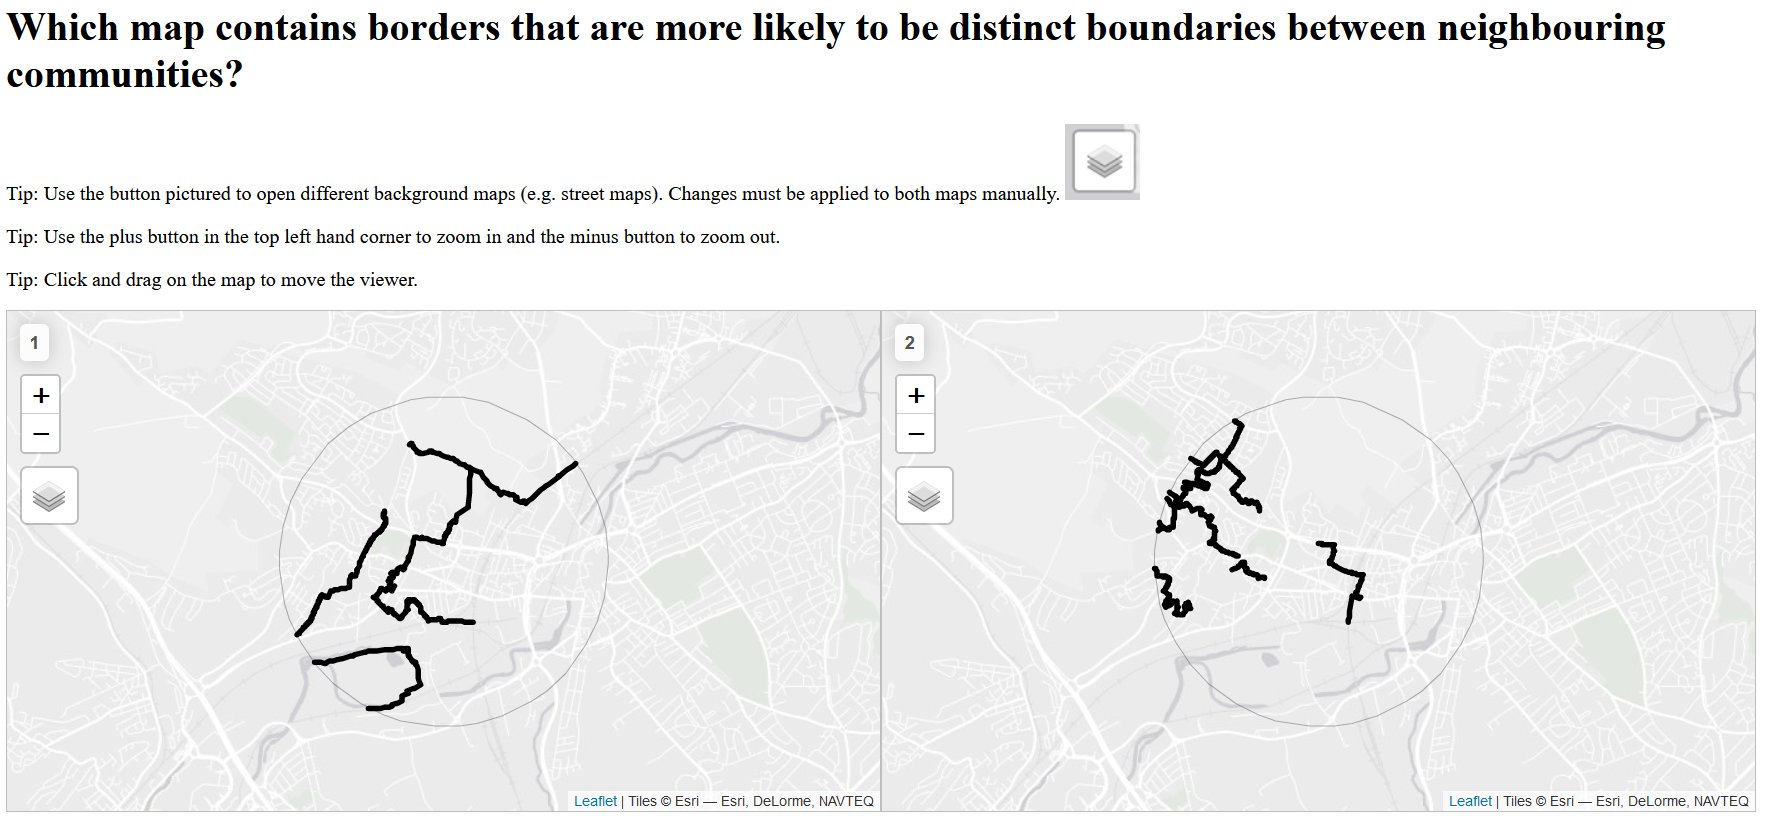 Which map contains borders that are more likely to be distinct boundaries between neighbouring
communities?
Tip: Use the button pictured to open different background maps (e.g. street maps). Changes must be applied to both maps manually.
Tip: Use the plus button in the top left hand corner to zoom in and the minus button to zoom out.
Tip: Click and drag on the map to move the viewer.
1
+
−
Leaflet | Tiles © Esri — Esri, DeLorme, NAVTEQ
2
+
−
Leaflet | Tiles © Esri — Esri, DeLorme, NAVTEQ